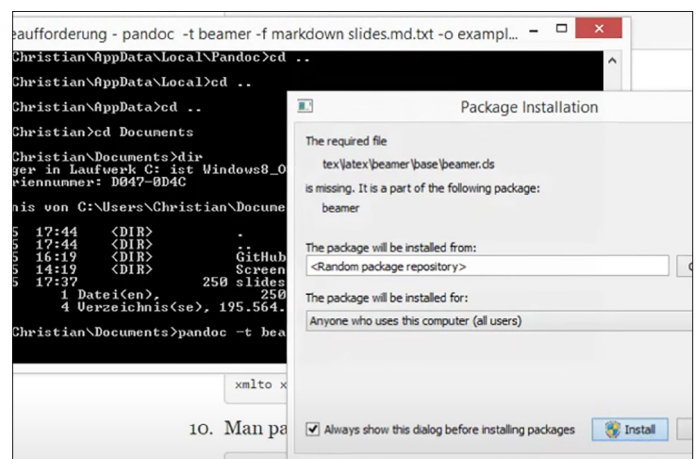 eaufforderung - pandoc -t beamer -f markdown slides.md.txt -o exampl...
Christian\AppData\Local\Pandoc>cd ..
Christian\AppData\Local>cd ..
Christian\AppData>cd ..
Christian>cd Documents
Christian\Documents>dir
ger in Laufwerk C: ist Windows8_O
riennummer: D047-0D4C
nis von C:\Users\Christian\Docume
5 17:44 <DIR> .
5 17:44 <DIR> ..
5 16:19 <DIR> GitHub
5 14:19 <DIR> Screen
5 17:37 250 slides
1 Datei(en), 250
4 Verzeichnis(se), 195.564.
Christian\Documents>pandoc -t bea
Package Installation
The required file
tex\latex\beamer\base\beamer.cls
is missing. It is a part of the following package:
beamer
The package will be installed from:
<Random package repository>
The package will be installed for:
Anyone who uses this computer (all users)
Always show this dialog before installing packages
Install
xmlto x
10. Man pa